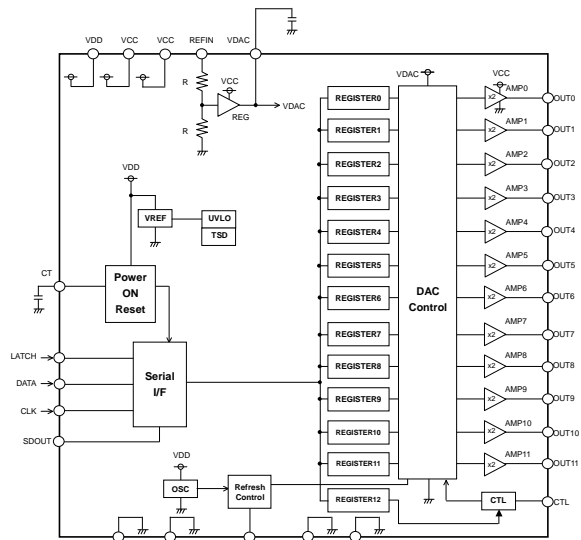 VDD VCC VCC REFIN VDAC
R
VCC
REG
VDAC
R
VDD
VREF
UVLO
TSD
CT
Power
ON
Reset
LATCH
DATA
CLK
SDOUT
Serial
I/F
VDD
OSC
Refresh
Control
REGISTER0
REGISTER1
REGISTER2
REGISTER3
REGISTER4
REGISTER5
REGISTER6
REGISTER7
REGISTER8
REGISTER9
REGISTER10
REGISTER11
REGISTER12
VDAC
DAC
Control
VCC
AMP0
x2
OUT0
AMP1
x2
OUT1
AMP2
x2
OUT2
AMP3
x2
OUT3
AMP4
x2
OUT4
AMP5
x2
OUT5
AMP6
x2
OUT6
AMP7
x2
OUT7
AMP8
x2
OUT8
AMP9
x2
OUT9
AMP10
x2
OUT10
AMP11
x2
OUT11
CTL
CTL